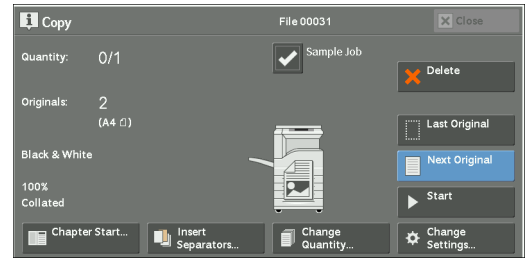 Copy
File 00031
Close
Quantity: 0/1
Sample Job
Delete
Originals: 2
(A4)
Last Original
Black & White
Next Original
100%
Collated
Start
Chapter Start...
Insert
Separators...
Change
Quantity...
Change
Settings...